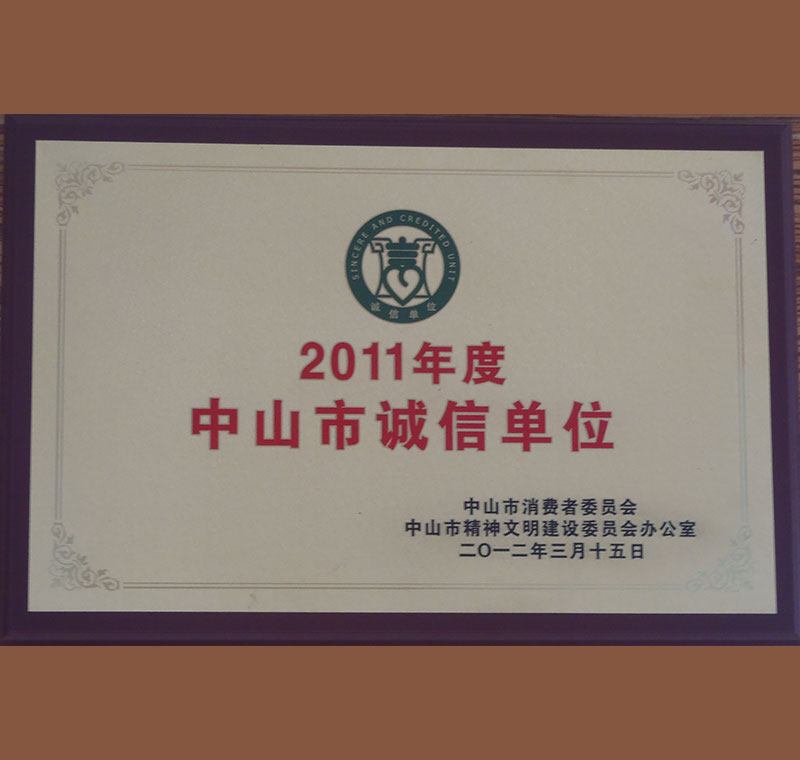 SINCERE AND CREDITED UNIT
诚信单位
2011年度
中山市诚信单位
中山市消费者委员会
中山市精神文明建设委员会办公室
二〇一二年三月十五日